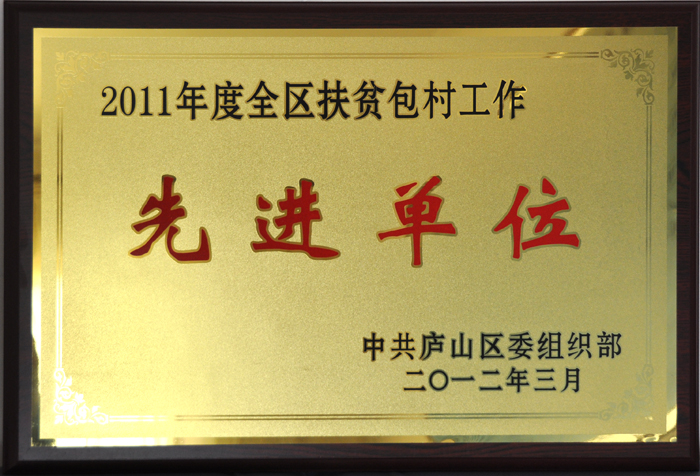 2011年度全区扶贫包村工作
先进单位
中共庐山区委组织部
二〇一二年三月